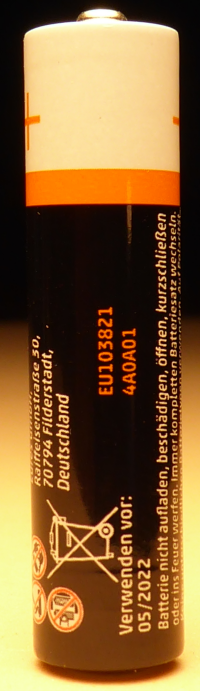 +
Raiffeisenstraße 30,
70794 Filderstadt,
Deutschland
EU103821
4A0A01
Verwenden vor:
05/2022
Batterie nicht aufladen, beschädigen, öffnen, kurzschließen
oder ins Feuer werfen. Immer kompletten Batteriesatz wechseln.